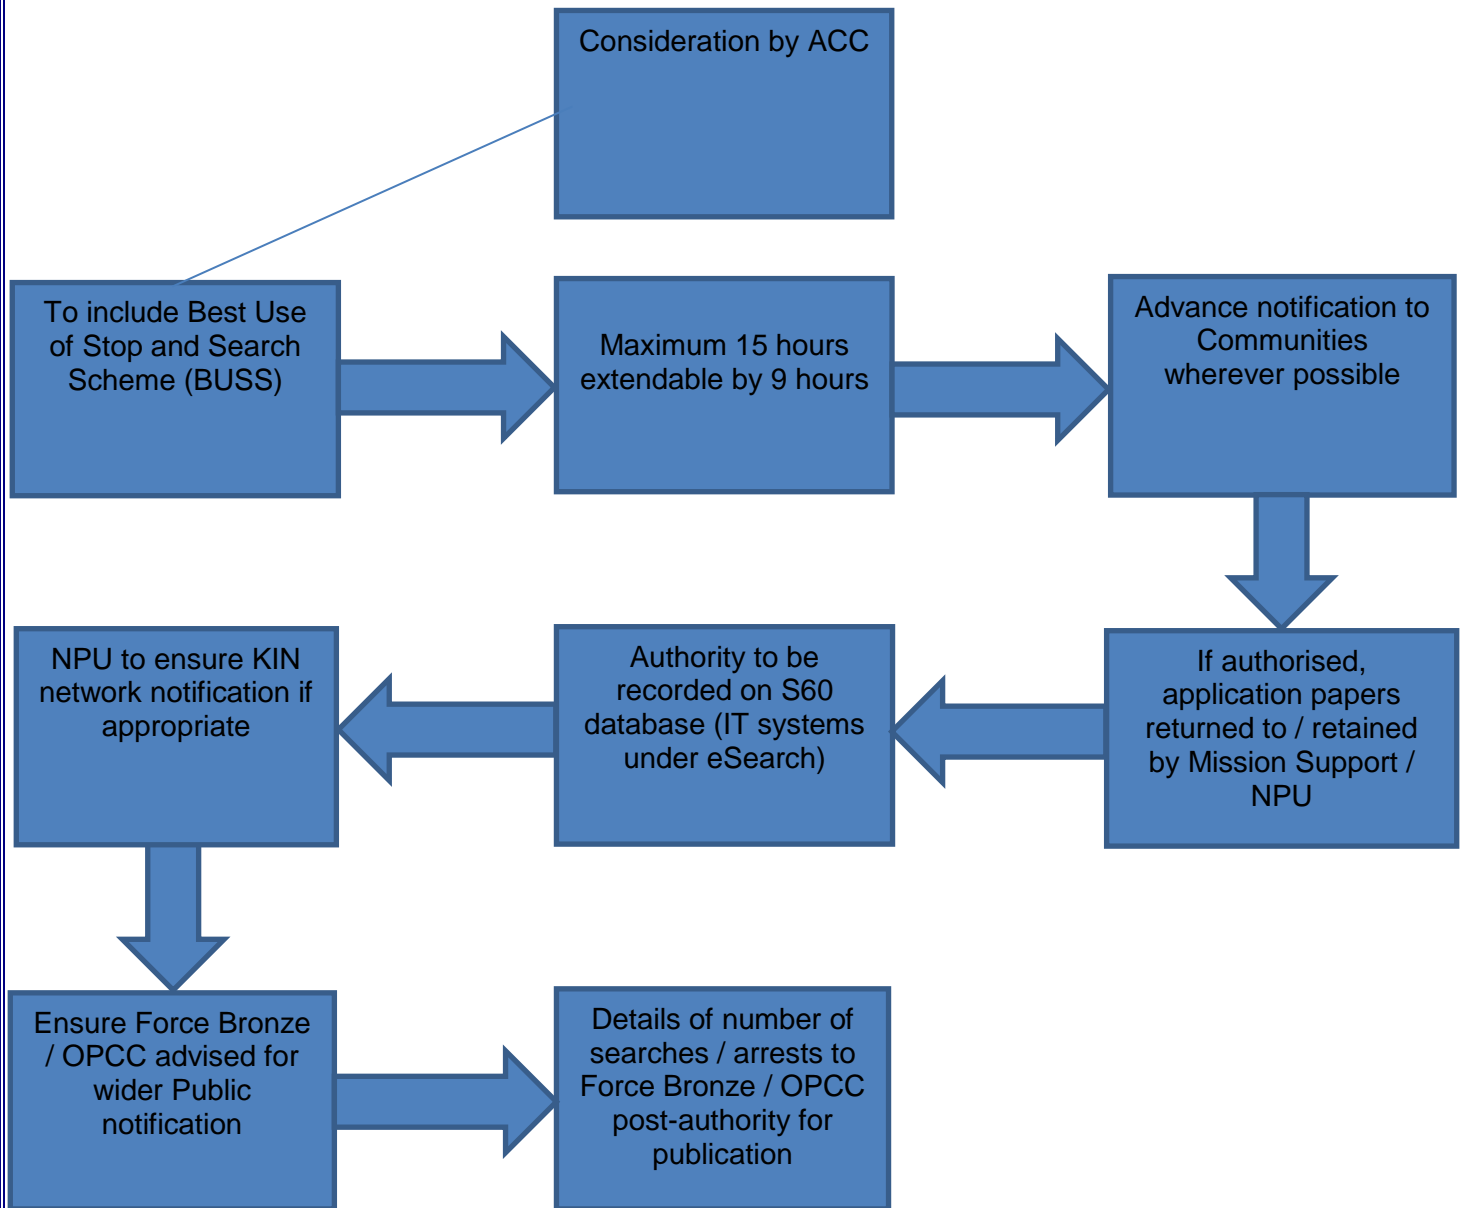 Consideration by ACC
To include Best Use
of Stop and Search
Scheme (BUSS)
Maximum 15 hours
extendable by 9 hours
Advance notification to
Communities
wherever possible
If authorised,
application papers
returned to / retained
by Mission Support /
NPU
Authority to be
recorded on S60
database (IT systems
under eSearch)
NPU to ensure KIN
network notification if
appropriate
Ensure Force Bronze
/ OPCC advised for
wider Public
notification
Details of number of
searches / arrests to
Force Bronze / OPCC
post-authority for
publication